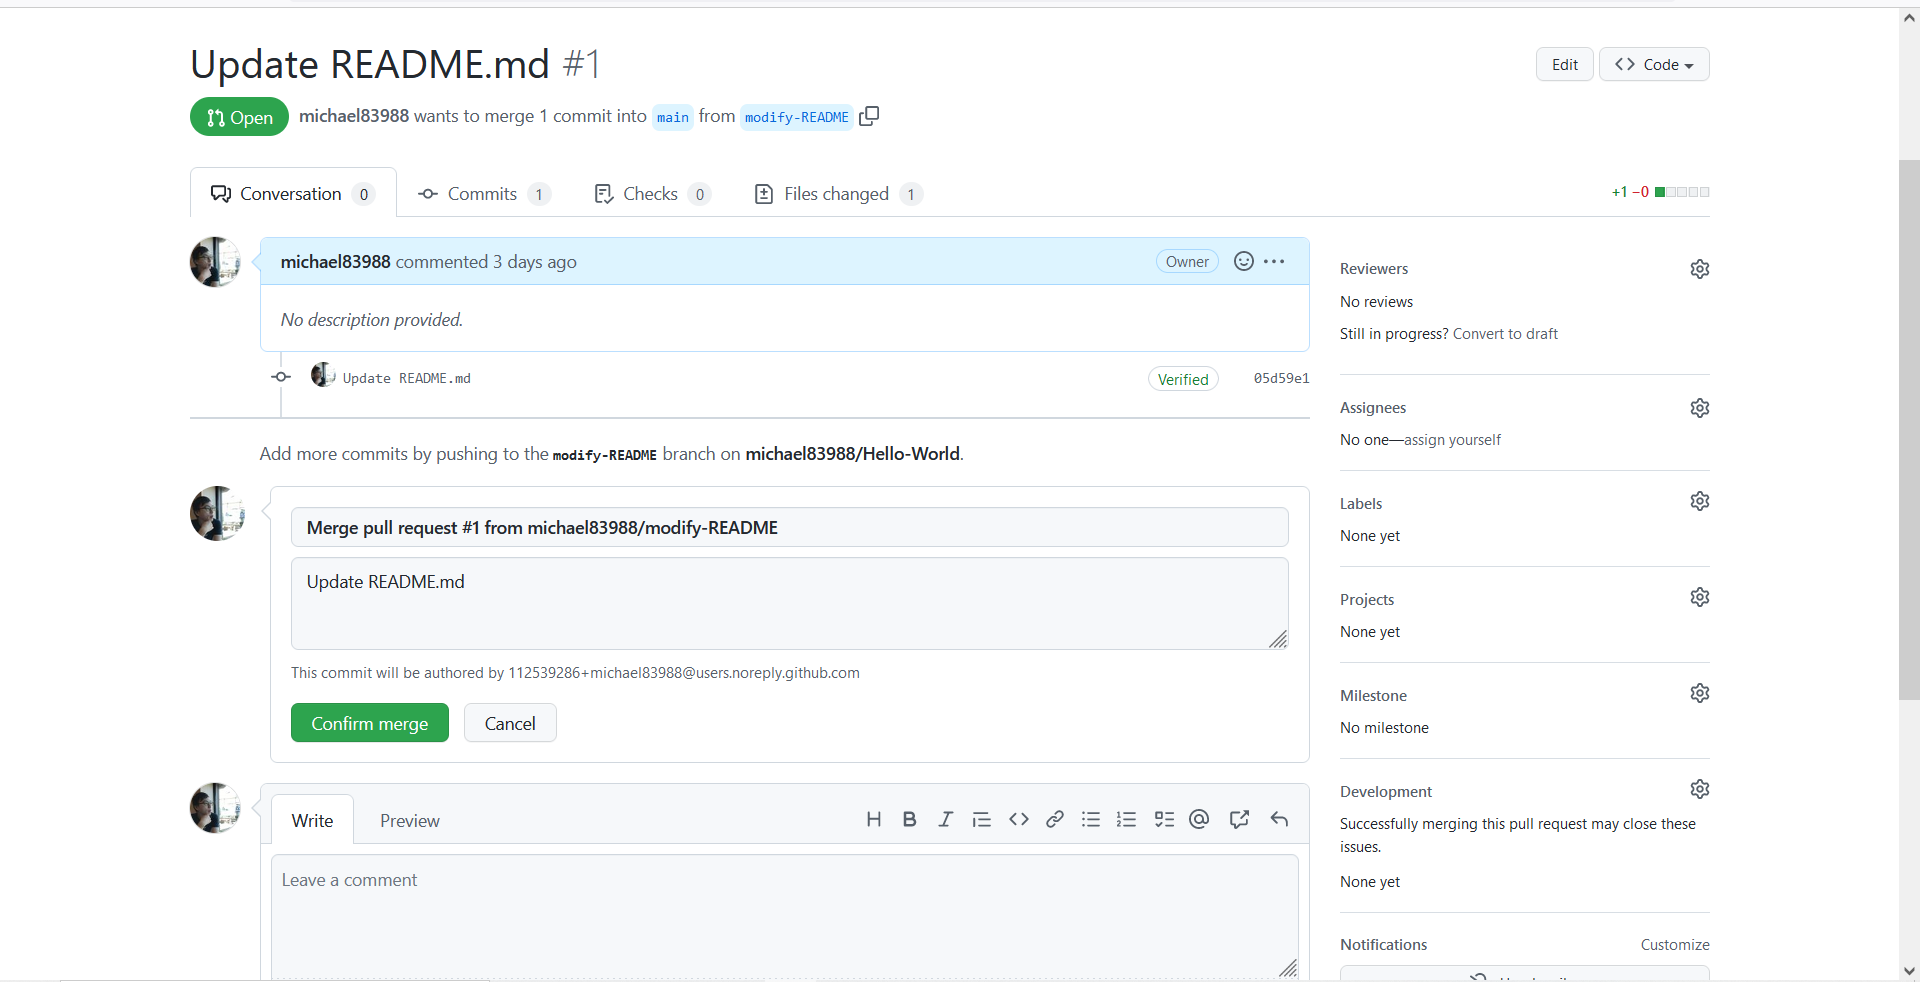 Update README.md #1
Edit
Code
Open
michael83988 wants to merge 1 commit into main from modify-README
Conversation 0
Commits 1
Checks 0
Files changed 1
+1 −0
michael83988 commented 3 days ago
Owner
No description provided.
Update README.md
Verified
05d59e1
Add more commits by pushing to the modify-README branch on michael83988/Hello-World.
Merge pull request #1 from michael83988/modify-README
Update README.md
This commit will be authored by 112539286+michael83988@users.noreply.github.com
Confirm merge
Cancel
Write
Preview
Leave a comment
Reviewers
No reviews
Still in progress? Convert to draft
Assignees
No one—assign yourself
Labels
None yet
Projects
None yet
Milestone
No milestone
Development
Successfully merging this pull request may close these
issues.
None yet
Notifications
Customize